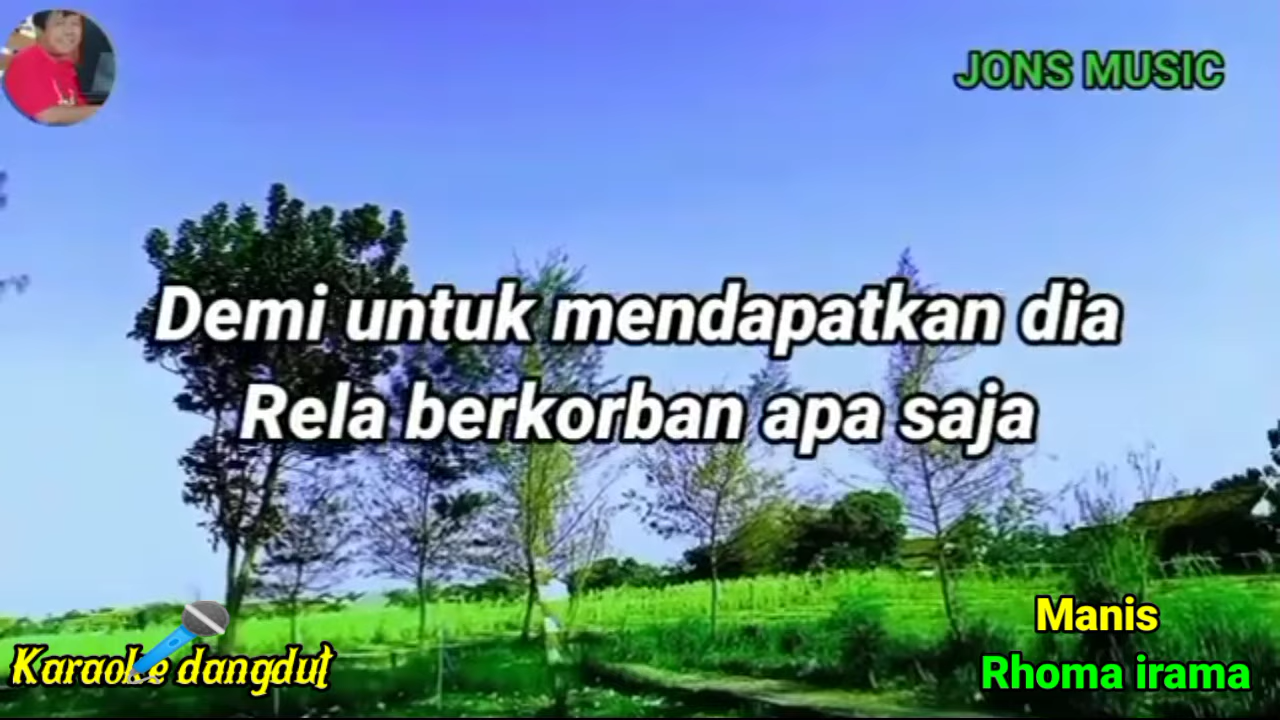 JONS MUSIC
Demi untuk mendapatkan dia
Rela berkorban apa saja
Manis
Karaoke dangdut
Rhoma irama